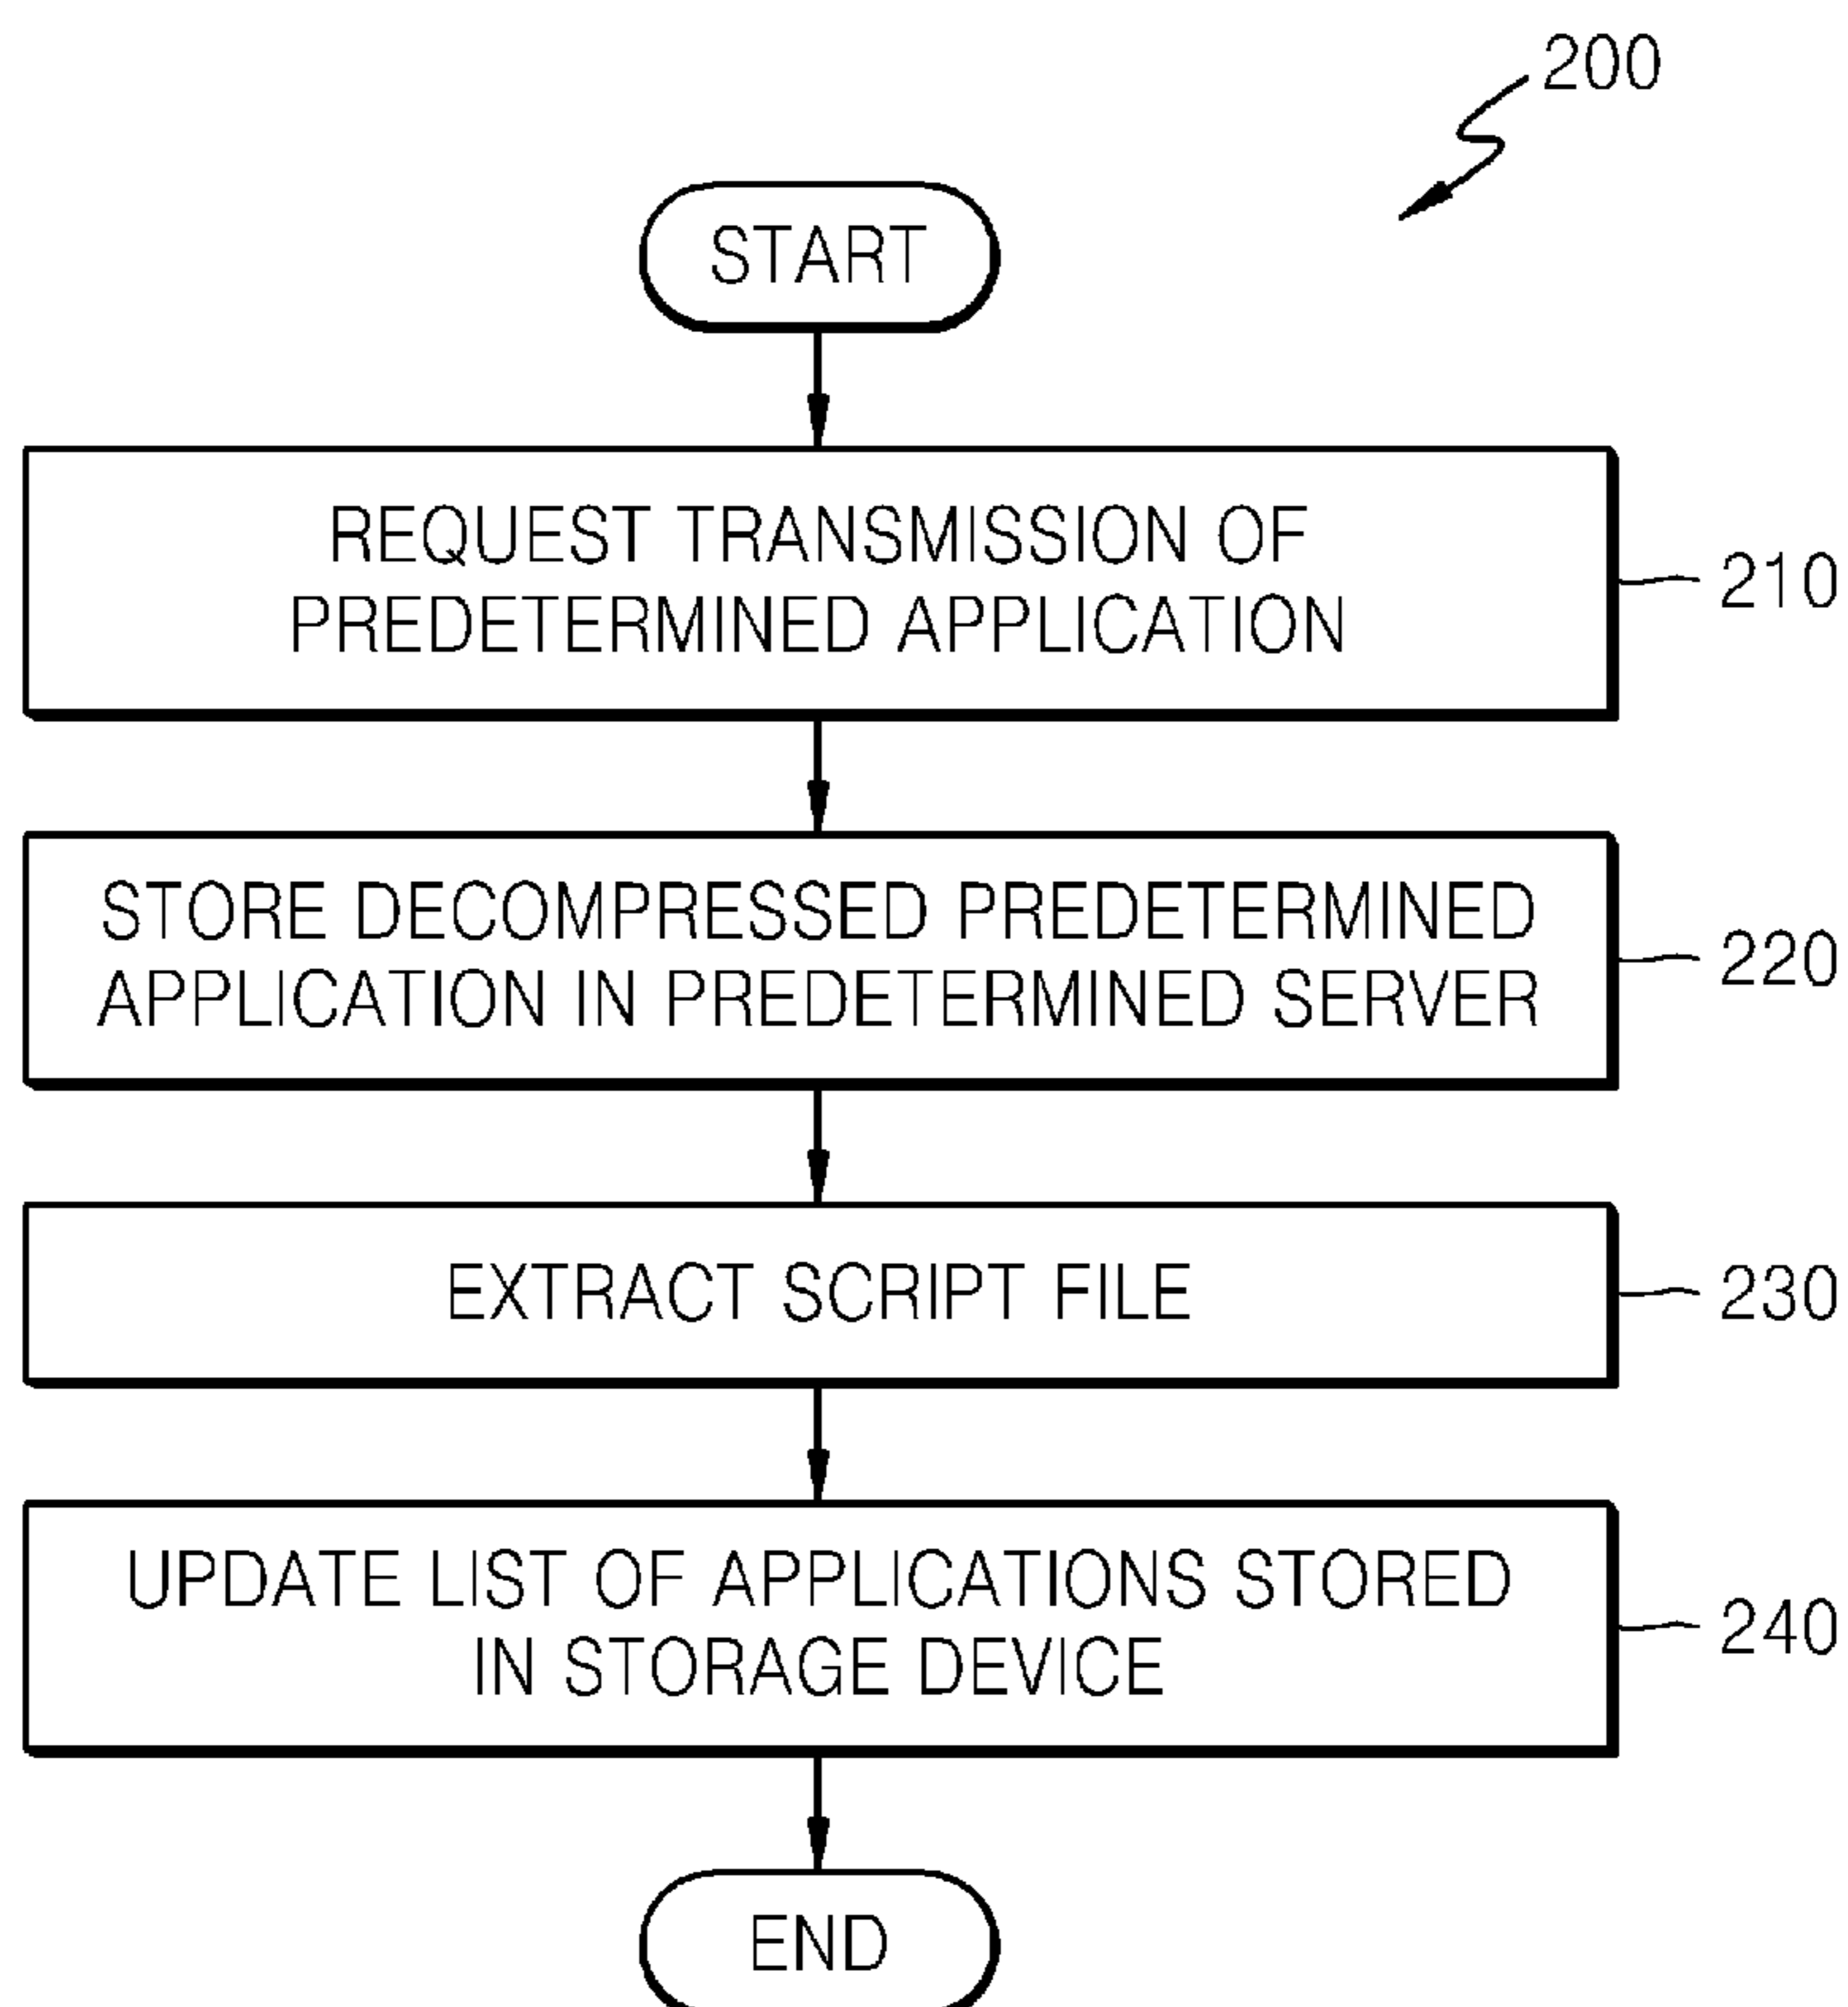 200
START
REQUEST TRANSMISSION OF
PREDETERMINED APPLICATION
210
STORE DECOMPRESSED PREDETERMINED
APPLICATION IN PREDETERMINED SERVER
220
EXTRACT SCRIPT FILE
230
UPDATE LIST OF APPLICATIONS STORED
IN STORAGE DEVICE
240
END